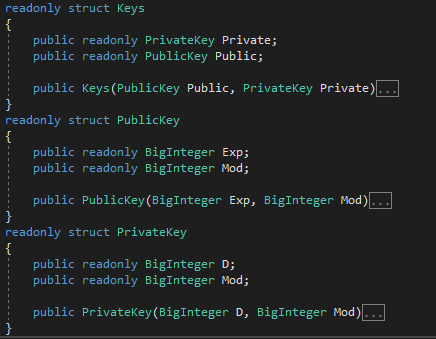 readonly struct Keys
{
    public readonly PrivateKey Private;
    public readonly PublicKey Public;

    public Keys(PublicKey Public, PrivateKey Private)...
}
readonly struct PublicKey
{
    public readonly BigInteger Exp;
    public readonly BigInteger Mod;

    public PublicKey(BigInteger Exp, BigInteger Mod)...
}
readonly struct PrivateKey
{
    public readonly BigInteger D;
    public readonly BigInteger Mod;

    public PrivateKey(BigInteger D, BigInteger Mod)...
}